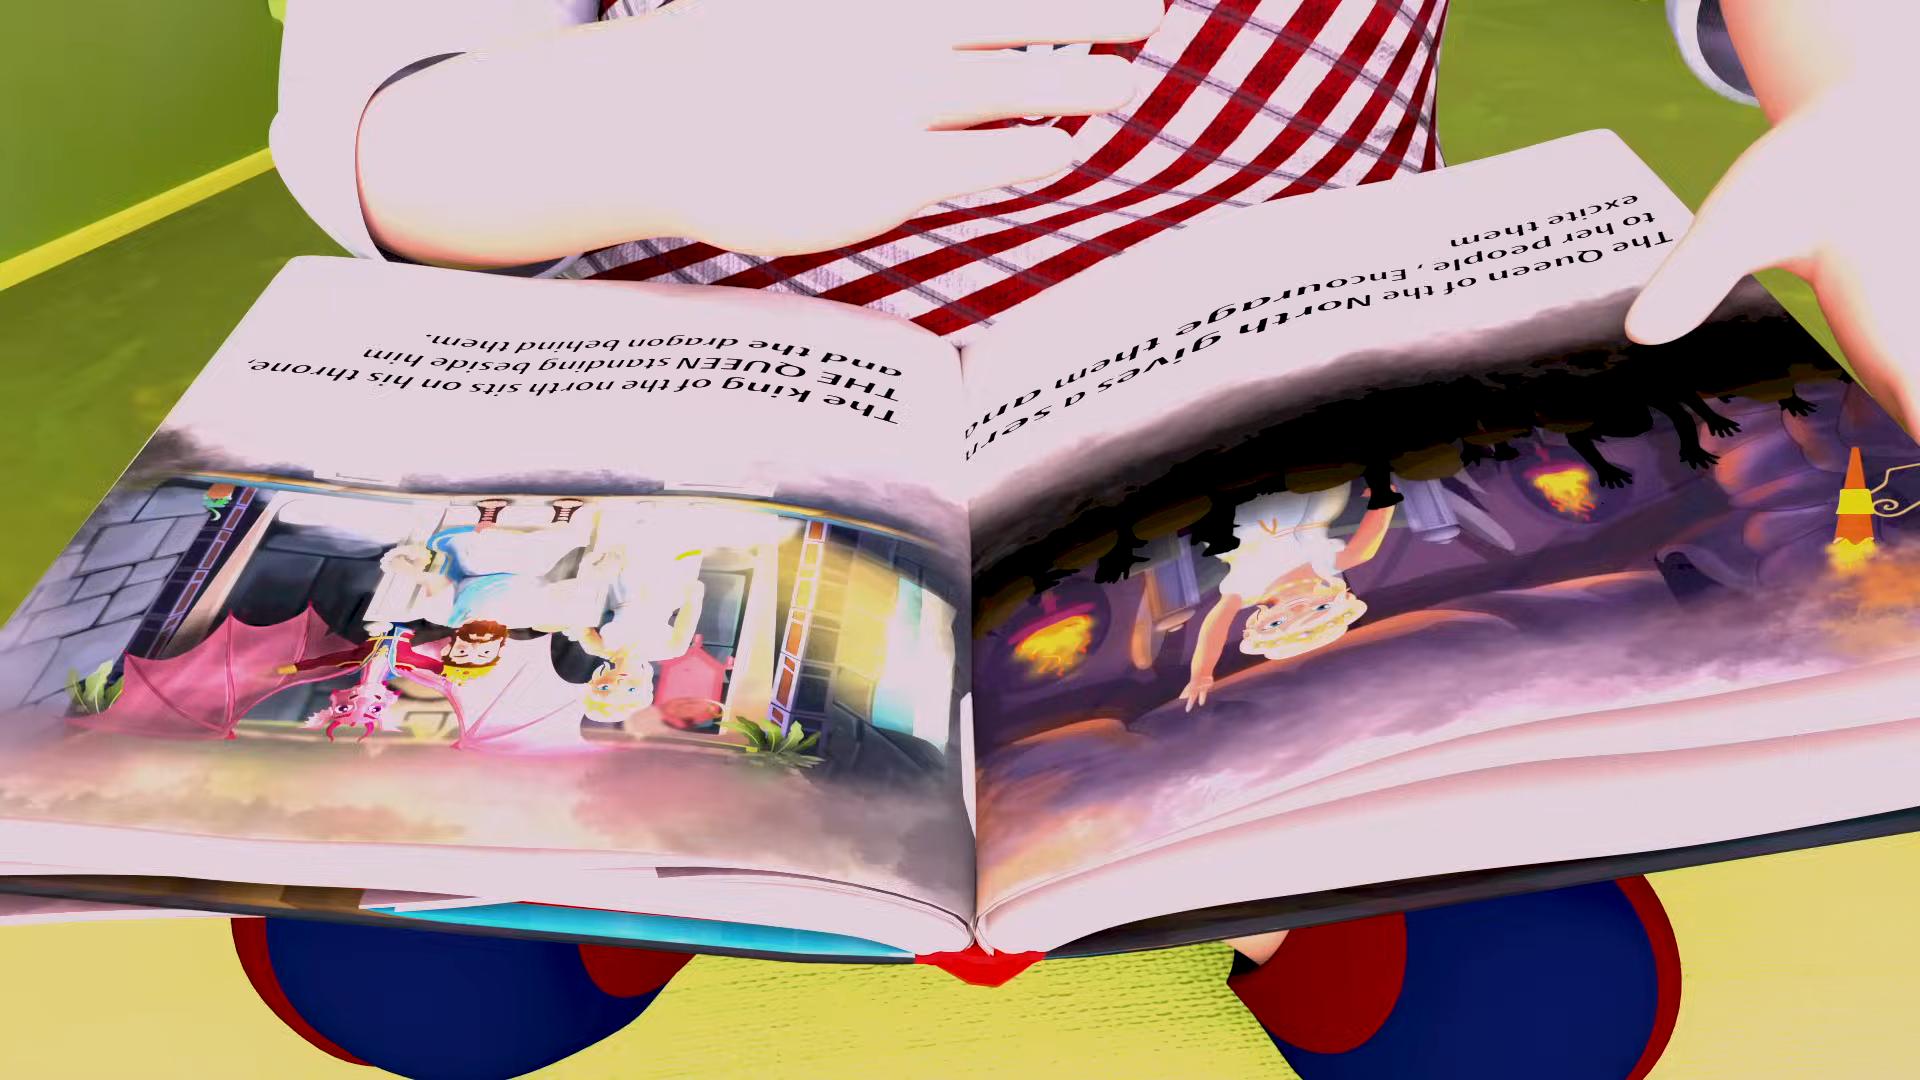 The Queen of the North gives a
to her people, Encourage them and
excite them
The king of the north sits on his throne,
THE QUEEN standing beside him
and the dragon behind them.